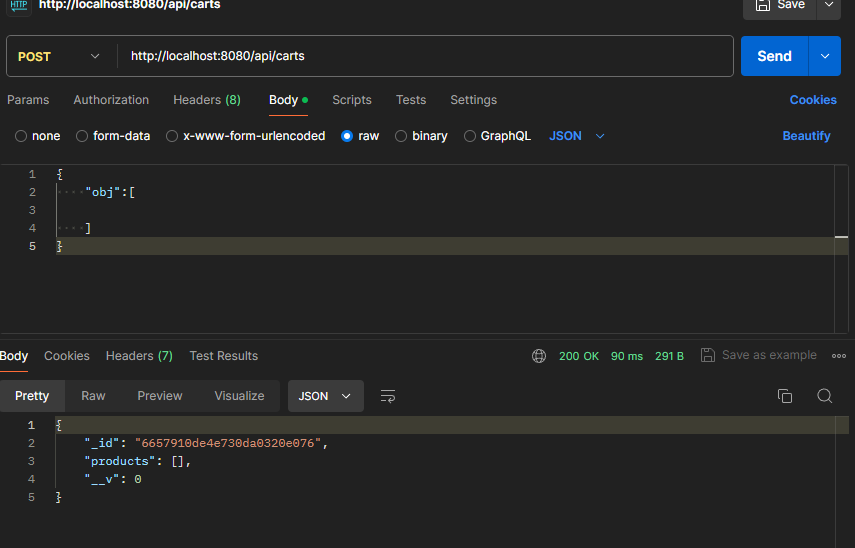 HTTP http://localhost:8080/api/carts Save
POST http://localhost:8080/api/carts Send
Params Authorization Headers (8) Body Scripts Tests Settings Cookies
none form-data x-www-form-urlencoded raw binary GraphQL JSON Beautify
1 {
2 ····"obj":[
3
4 ····]
5 }
Body Cookies Headers (7) Test Results 200 OK 90 ms 291 B Save as example
Pretty Raw Preview Visualize JSON
1 {
2 "_id": "6657910de4e730da0320e076",
3 "products": [],
4 "__v": 0
5 }